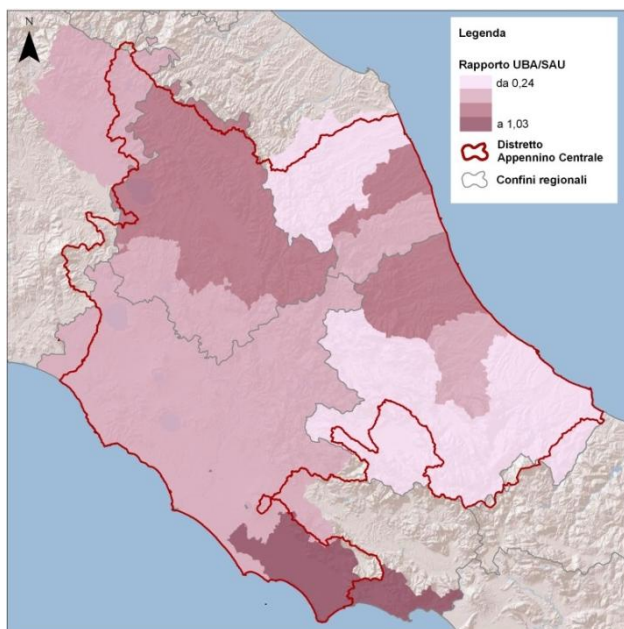 N
Legenda
Rapporto UBA/SAU
da 0,24
a 1,03
Distretto
Appennino Centrale
Confini regionali